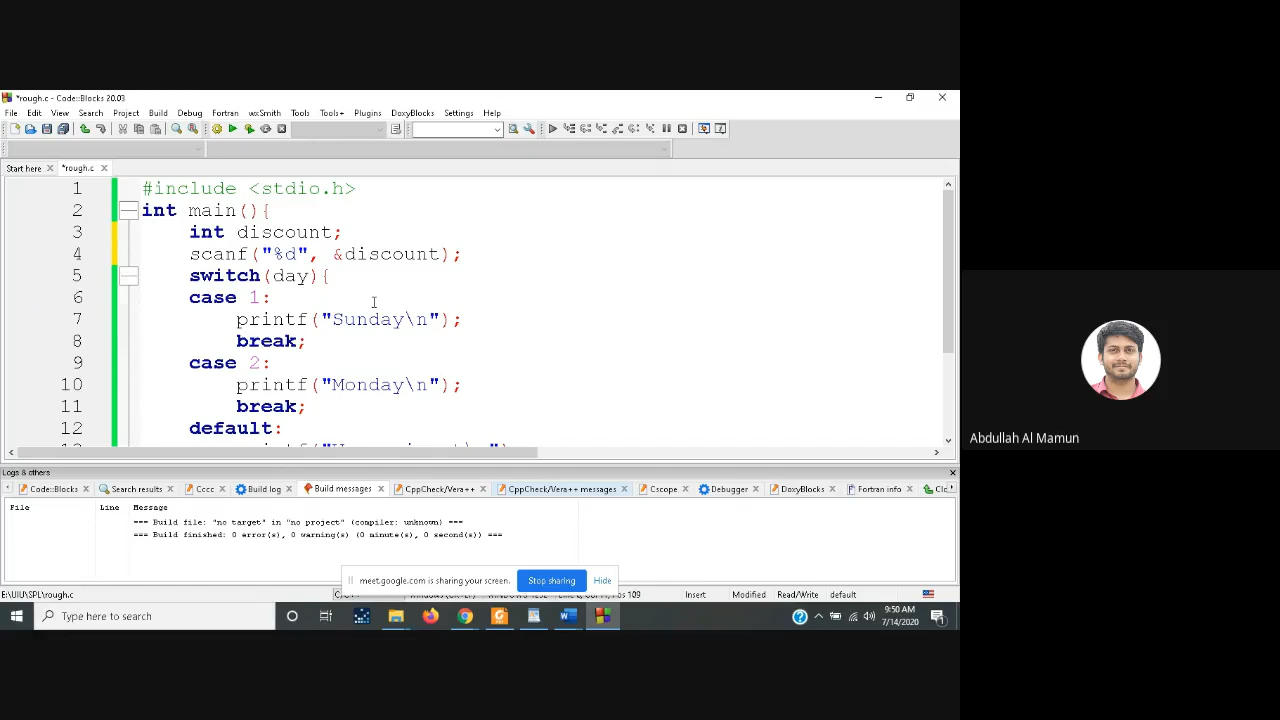 *rough.c - Code::Blocks 20.03
File Edit View Search Project Build Debug Fortran wxSmith Tools Tools+ Plugins DoxyBlocks Settings Help
Start here *rough.c
1 #include <stdio.h>
2 int main(){
3 int discount;
4 scanf("%d", &discount);
5 switch(day){
6 case 1:
7 printf("Sunday\n");
8 break;
9 case 2:
10 printf("Monday\n");
11 break;
12 default:
Abdullah Al Mamun
Logs & others
Code::Blocks Search results Cccc Build log Build messages CppCheck/Vera++ CppCheck/Vera++ messages Cscope Debugger DoxyBlocks Fortran info
File Line Message
=== Build file: "no target" in "no project" (compiler: unknown) ===
=== Build finished: 0 error(s), 0 warning(s) (0 minute(s), 0 second(s)) ===
meet.google.com is sharing your screen. Stop sharing Hide
E:\UIU\SPL\rough.c Insert Modified Read/Write default
Type here to search
9:50 AM
7/14/2020